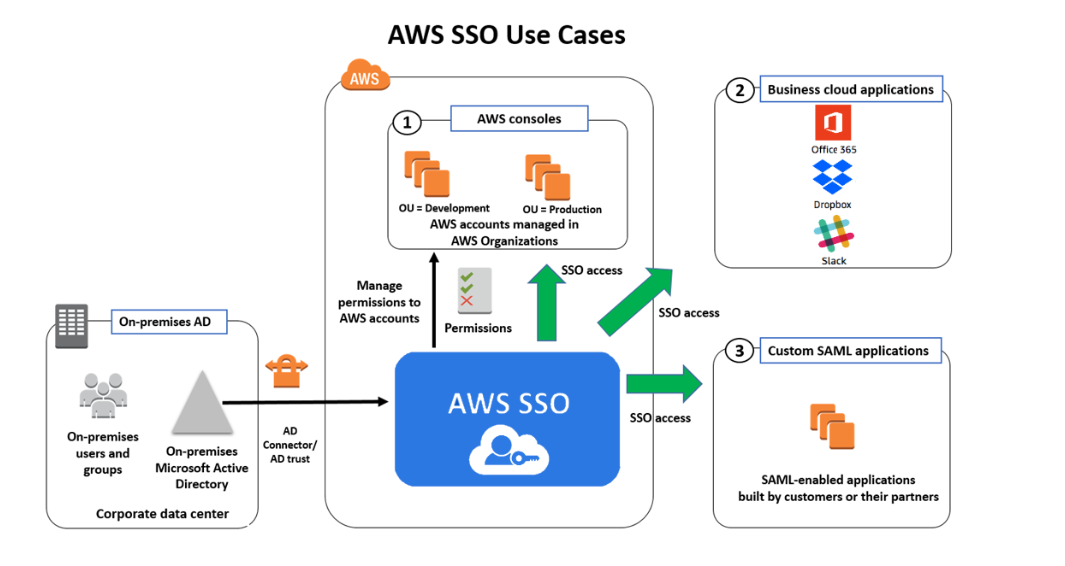 AWS SSO Use Cases
AWS
1
AWS consoles
OU = Development
OU = Production
AWS accounts managed in
AWS Organizations
2
Business cloud applications
Office 365
Dropbox
Slack
Manage
permissions to
AWS accounts
Permissions
SSO access
SSO access
On-premises AD
On-premises
users and
groups
On-premises
Microsoft Active
Directory
Corporate data center
AD
Connector/
AD trust
AWS SSO
SSO access
3
Custom SAML applications
SAML-enabled applications
built by customers or their partners